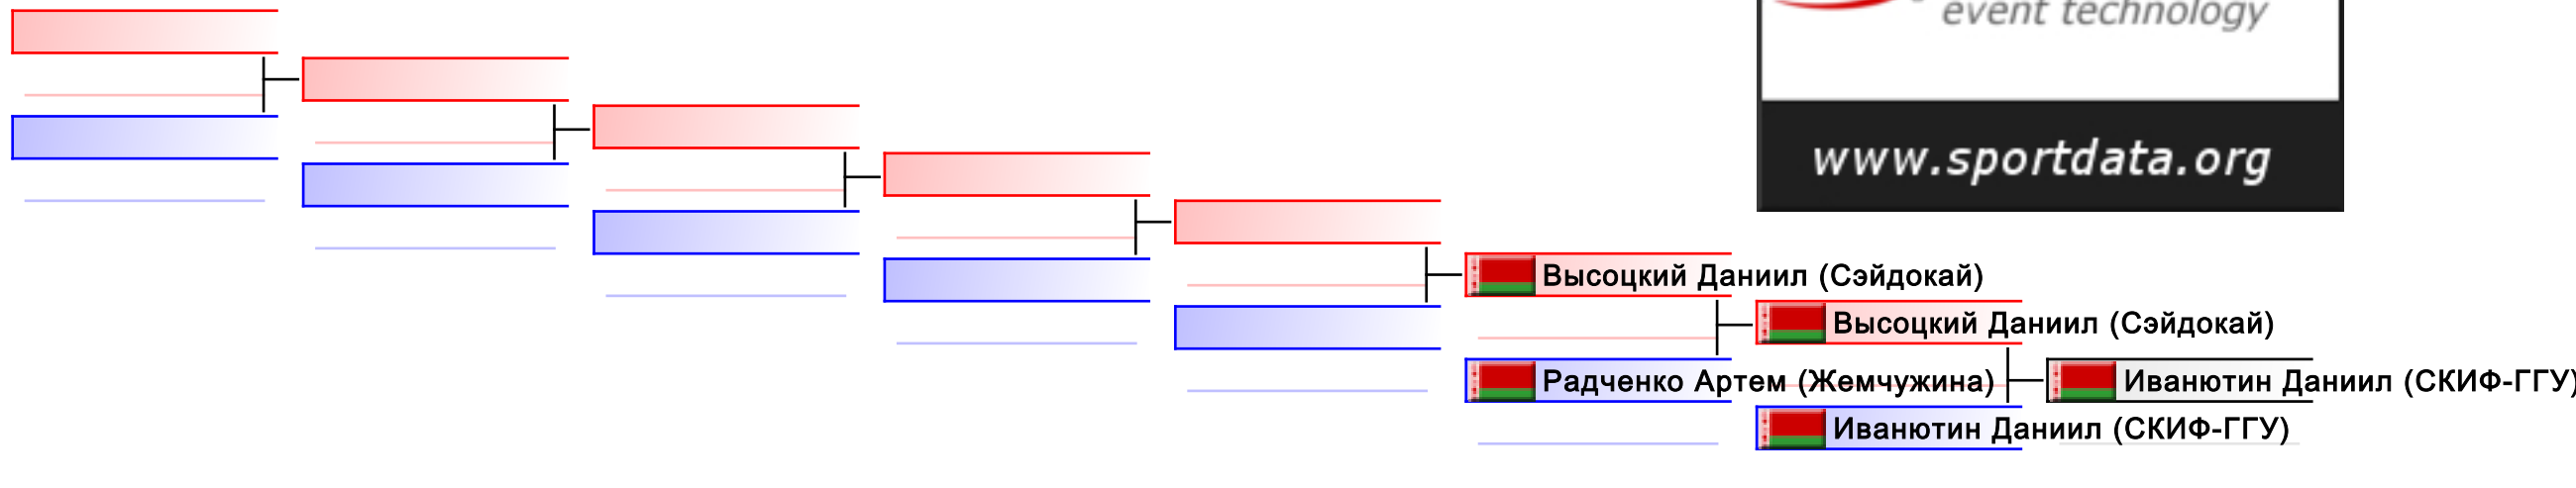 event technology
www.sportdata.org
Высоцкий Даниил (Сэйдокай)
Высоцкий Даниил (Сэйдокай)
Радченко Артем (Жемчужина)
Иванютин Даниил (СКИФ-ГГУ)
Иванютин Даниил (СКИФ-ГГУ)